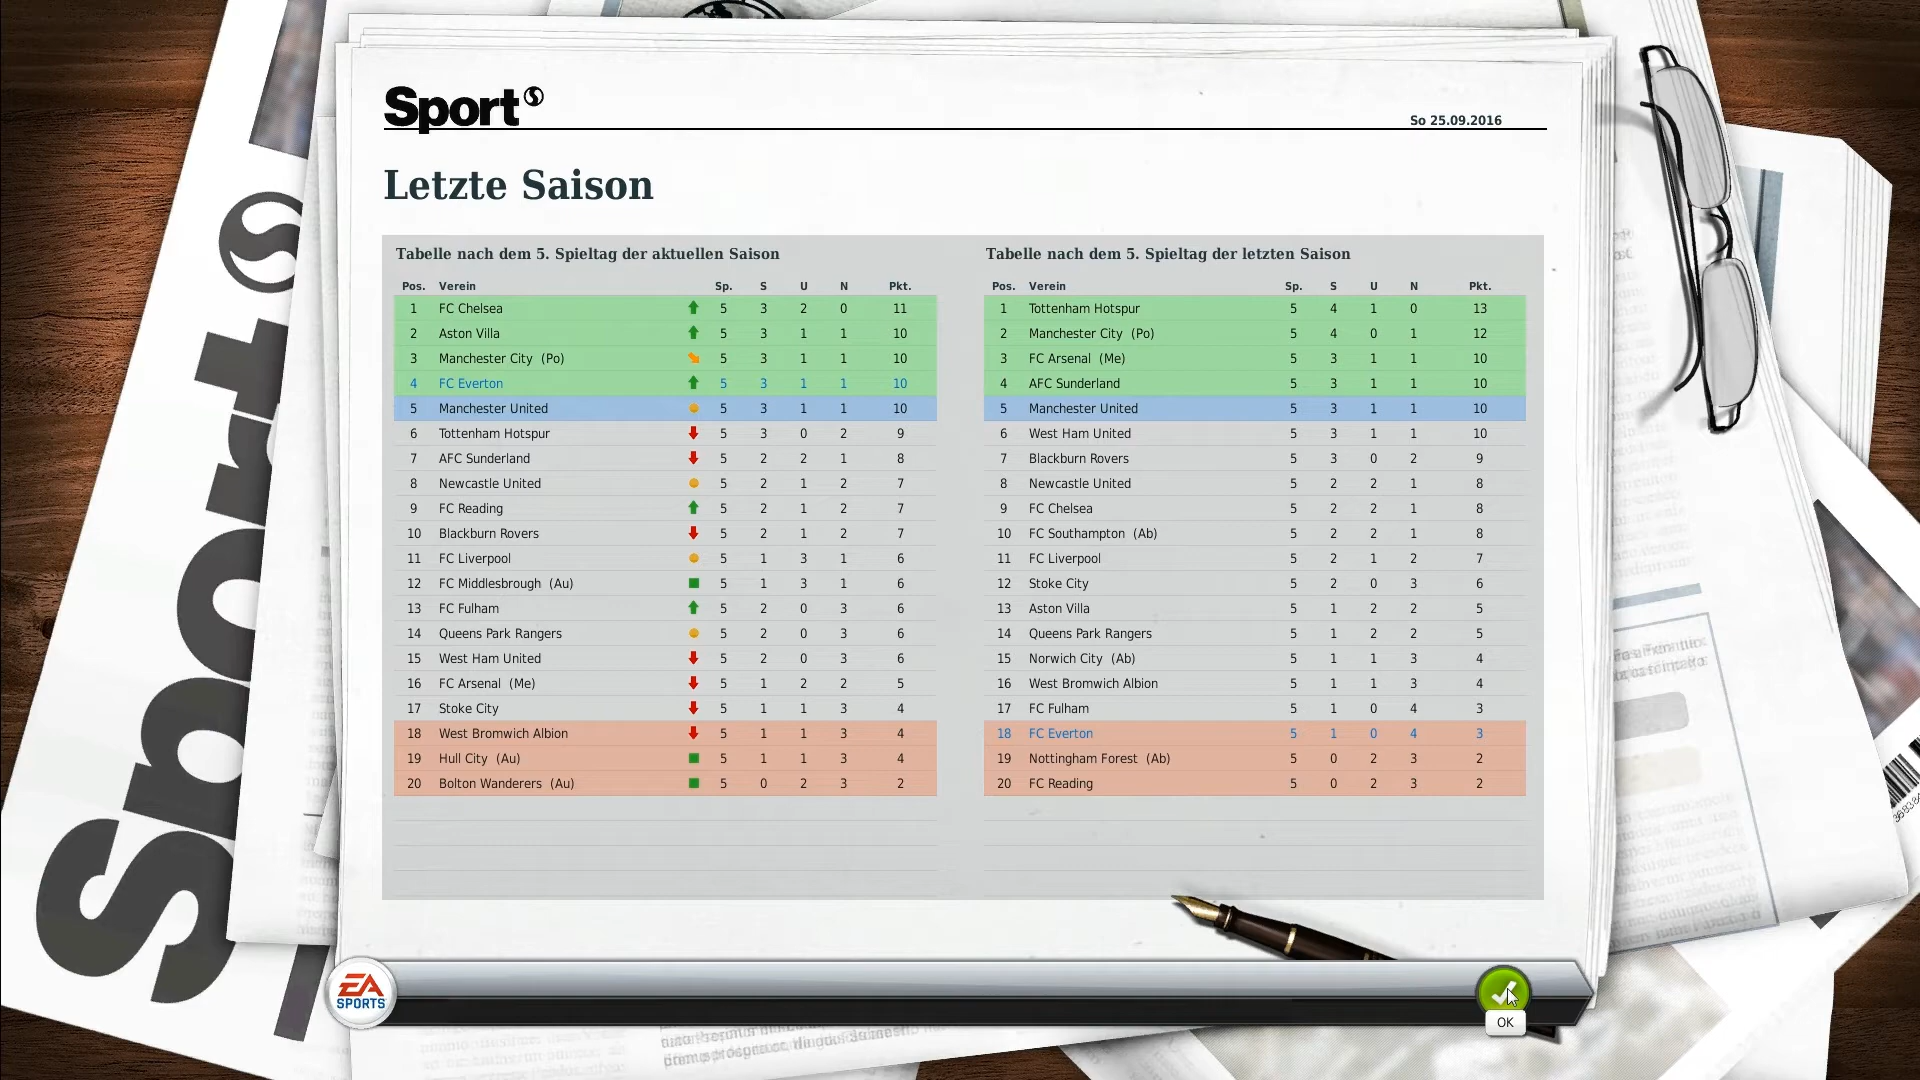 Sport
So 25.09.2016
Letzte Saison
Tabelle nach dem 5. Spieltag der aktuellen Saison
Pos. Verein Sp. S U N Pkt.
1 FC Chelsea 5 3 2 0 11
2 Aston Villa 5 3 1 1 10
3 Manchester City (Po) 5 3 1 1 10
4 FC Everton 5 3 1 1 10
5 Manchester United 5 3 1 1 10
6 Tottenham Hotspur 5 3 0 2 9
7 AFC Sunderland 5 2 2 1 8
8 Newcastle United 5 2 1 2 7
9 FC Reading 5 2 1 2 7
10 Blackburn Rovers 5 2 1 2 7
11 FC Liverpool 5 1 3 1 6
12 FC Middlesbrough (Au) 5 1 3 1 6
13 FC Fulham 5 2 0 3 6
14 Queens Park Rangers 5 2 0 3 6
15 West Ham United 5 2 0 3 6
16 FC Arsenal (Me) 5 1 2 2 5
17 Stoke City 5 1 1 3 4
18 West Bromwich Albion 5 1 1 3 4
19 Hull City (Au) 5 1 1 3 4
20 Bolton Wanderers (Au) 5 0 2 3 2
Tabelle nach dem 5. Spieltag der letzten Saison
Pos. Verein Sp. S U N Pkt.
1 Tottenham Hotspur 5 4 1 0 13
2 Manchester City (Po) 5 4 0 1 12
3 FC Arsenal (Me) 5 3 1 1 10
4 AFC Sunderland 5 3 1 1 10
5 Manchester United 5 3 1 1 10
6 West Ham United 5 3 1 1 10
7 Blackburn Rovers 5 3 0 2 9
8 Newcastle United 5 2 2 1 8
9 FC Chelsea 5 2 2 1 8
10 FC Southampton (Ab) 5 2 2 1 8
11 FC Liverpool 5 2 1 2 7
12 Stoke City 5 2 0 3 6
13 Aston Villa 5 1 2 2 5
14 Queens Park Rangers 5 1 2 2 5
15 Norwich City (Ab) 5 1 1 3 4
16 West Bromwich Albion 5 1 1 3 4
17 FC Fulham 5 1 0 4 3
18 FC Everton 5 1 0 4 3
19 Nottingham Forest (Ab) 5 0 2 3 2
20 FC Reading 5 0 2 3 2
EA
SPORTS
OK
Sport